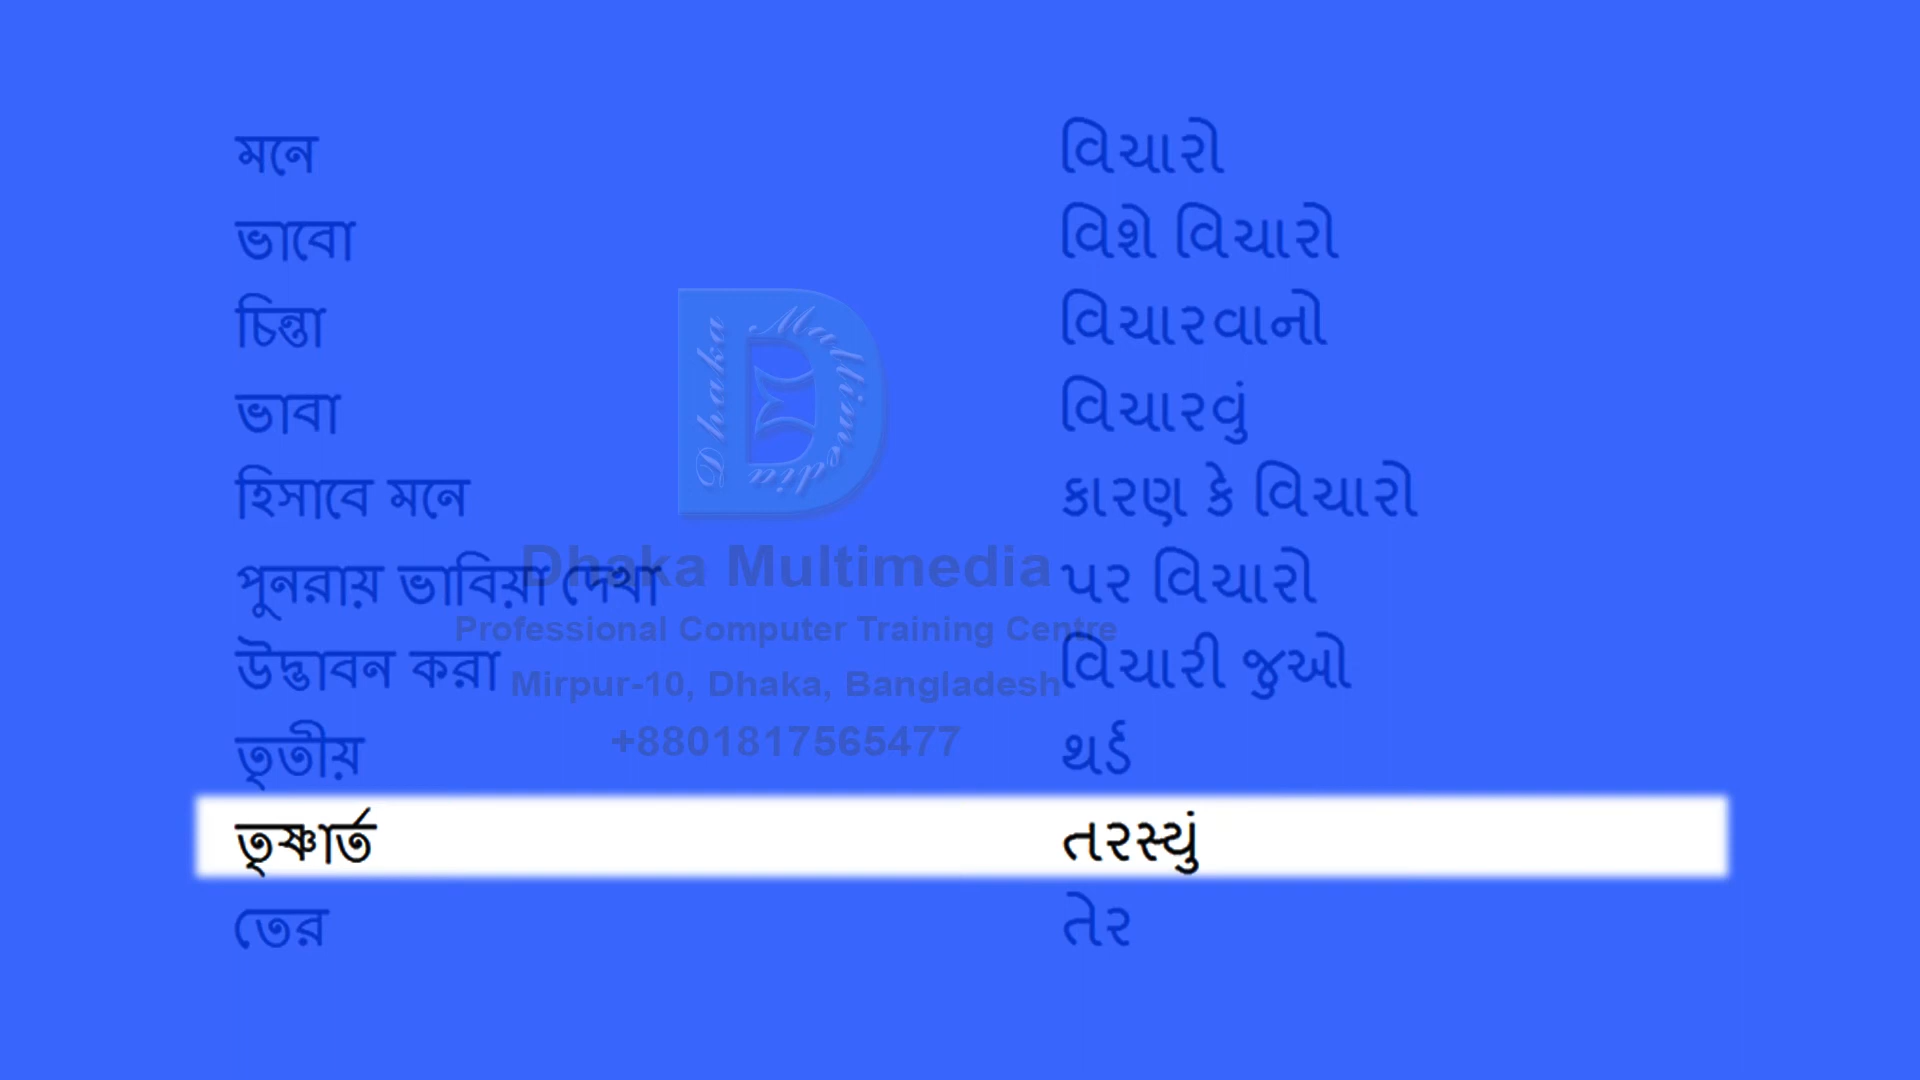 মনে વિચારો
ভাবো વિશે વિચારો
চিন্তা વિચારવાનો
ভাবা વિચારવું
হিসাবে মনে કારણ કે વિચારો
পুনরায় ভাবিয়া দেখা પર વિચારો
উদ্ভাবন করা વિચારી જુઓ
তৃতীয় થર્ડ
তৃষ্ণার্ত તરસ્યું
তের તેર
Dhaka Multimedia
Dhaka Multimedia
Professional Computer Training Centre
Mirpur-10, Dhaka, Bangladesh
+8801817565477